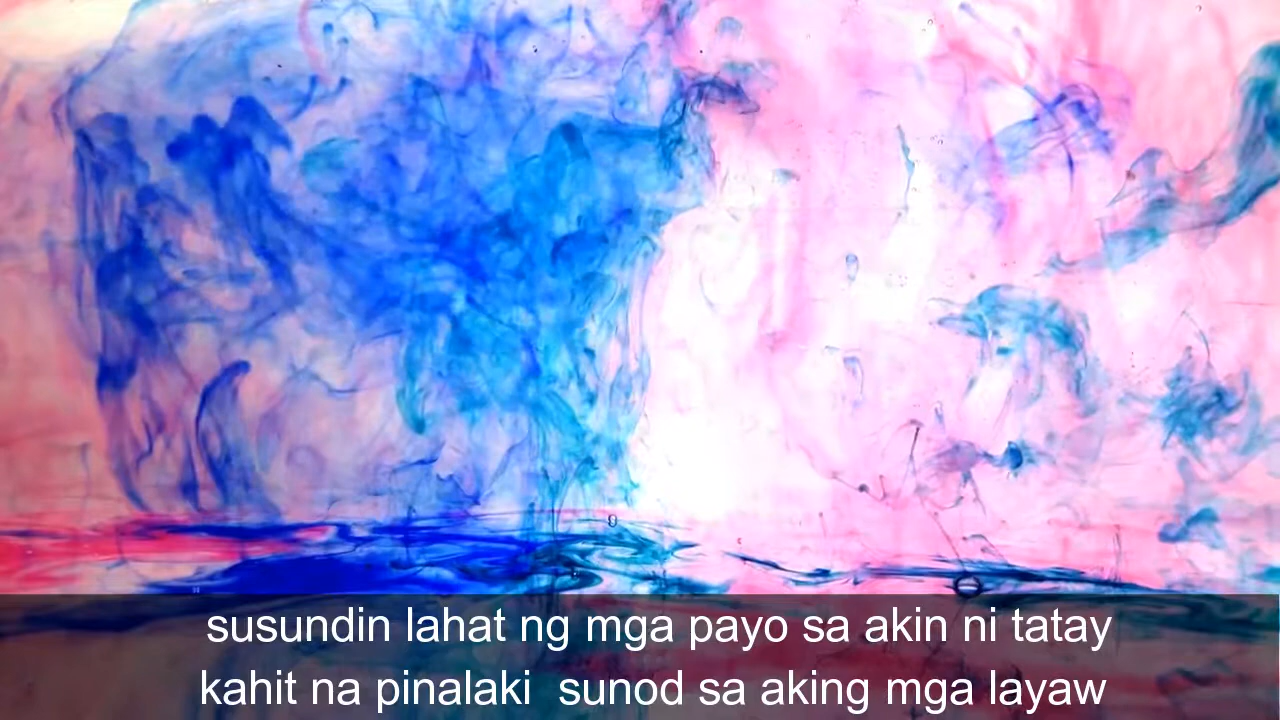 susundin lahat ng mga payo sa akin ni tatay
kahit na pinalaki  sunod sa aking mga layaw